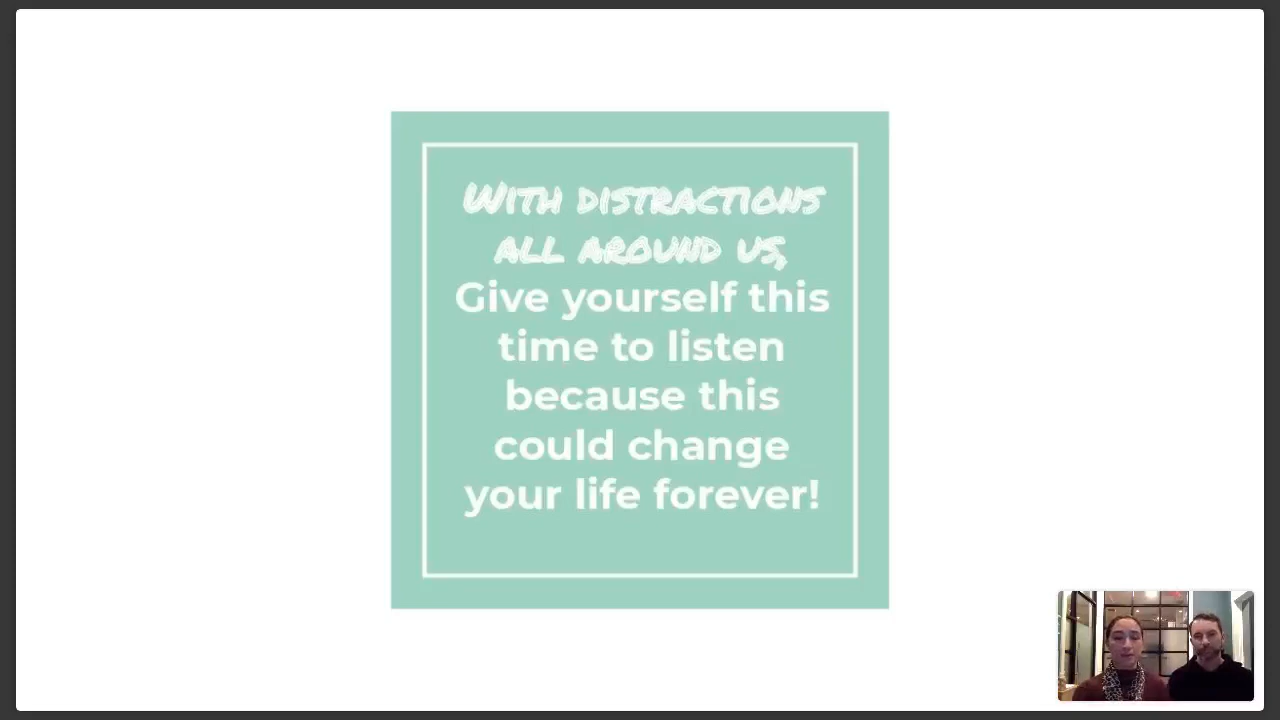 WITH DISTRACTIONS
ALL AROUND US,
Give yourself this
time to listen
because this
could change
your life forever!